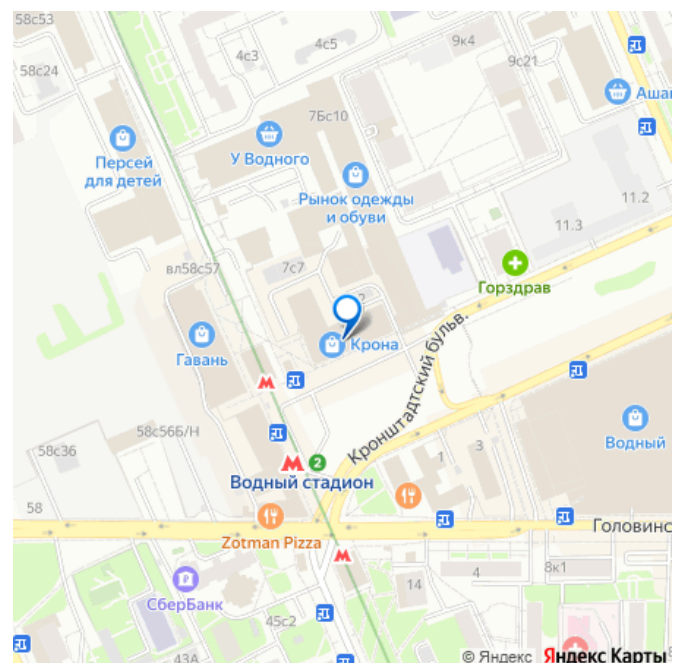 58с53
4с5
9к4
58с24
4с3
9с21
Ашан
7Бс10
У Водного
Персей
для детей
Рынок одежды
и обуви
11.2
11.3
вл58с57
7с7
Горздрав
2
Крона
Гавань
Кронштадтский бульв.
58с56Б/Н
58с36
Водный
3
1
2
Водный стадион
58
Головинс
Zotman Pizza
8к1
4
14
СберБанк
45с2
43А
© Яндекс Яндекс Карты